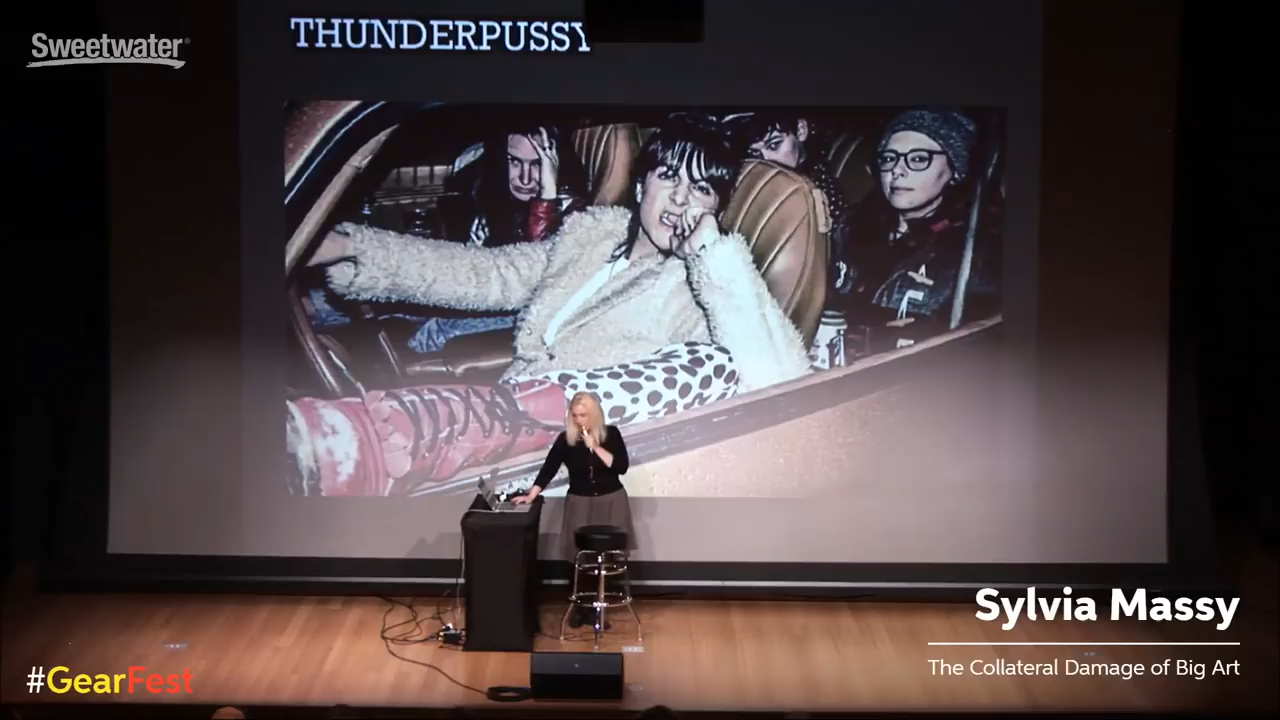 THUNDERPUSSY
Sweetwater
Sylvia Massy
The Collateral Damage of Big Art
#GearFest